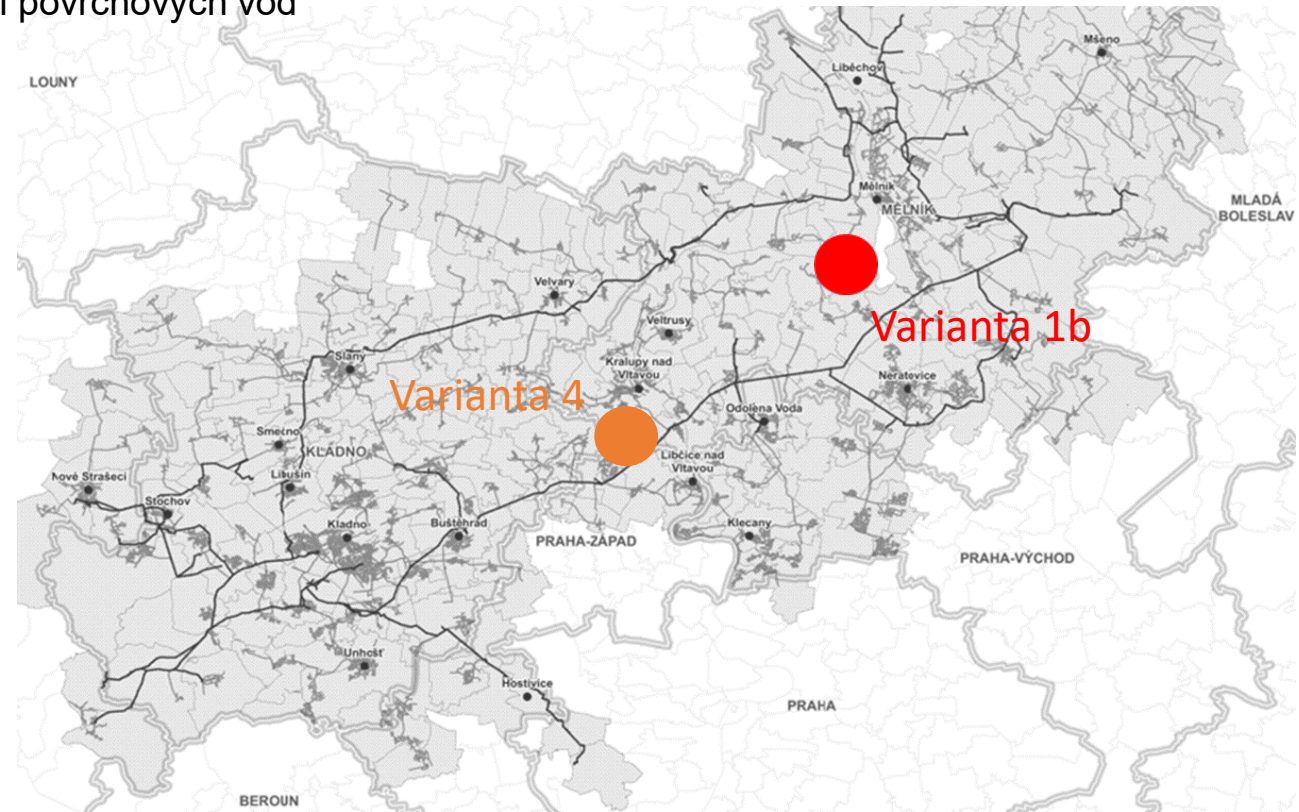 povrchových vod
LOUNY
Mšeno
Liběchov
Mělník
MĚLNÍK
MLADÁ
BOLESLAV
Velvary
Veltrusy
Varianta 1b
Slaný
Kralupy nad
Vltavou
Neratovice
Varianta 4
Odolena Voda
Smečno
KLADNO
Libčice nad
Vltavou
Nové Strašecí
Libušín
Stochov
Kladno
Buštěhrad
Klecany
PRAHA-ZÁPAD
PRAHA-VÝCHOD
Unhošť
Hostivice
PRAHA
BEROUN